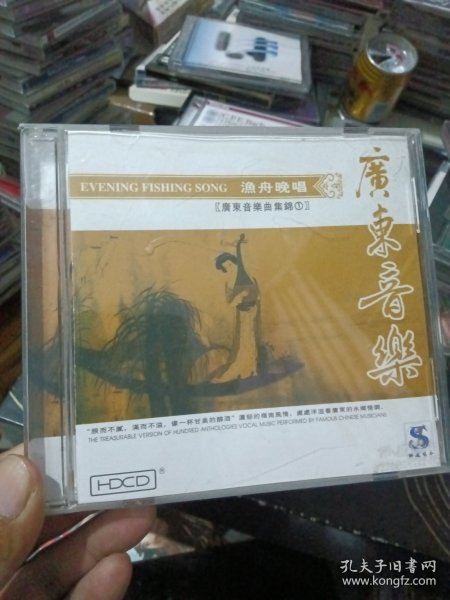 EVENING FISHING SONG 漁舟晚唱
【廣東音樂曲集錦①】
廣東音樂
THE TREASURABLE VERSION OF HUNDRED ANTHOLOGIES VOCAL MUSIC PERFORMED BY FAMOUS CHINESE MUSICIANS
HDCD®
孔夫子旧书网
www.kongfz.com